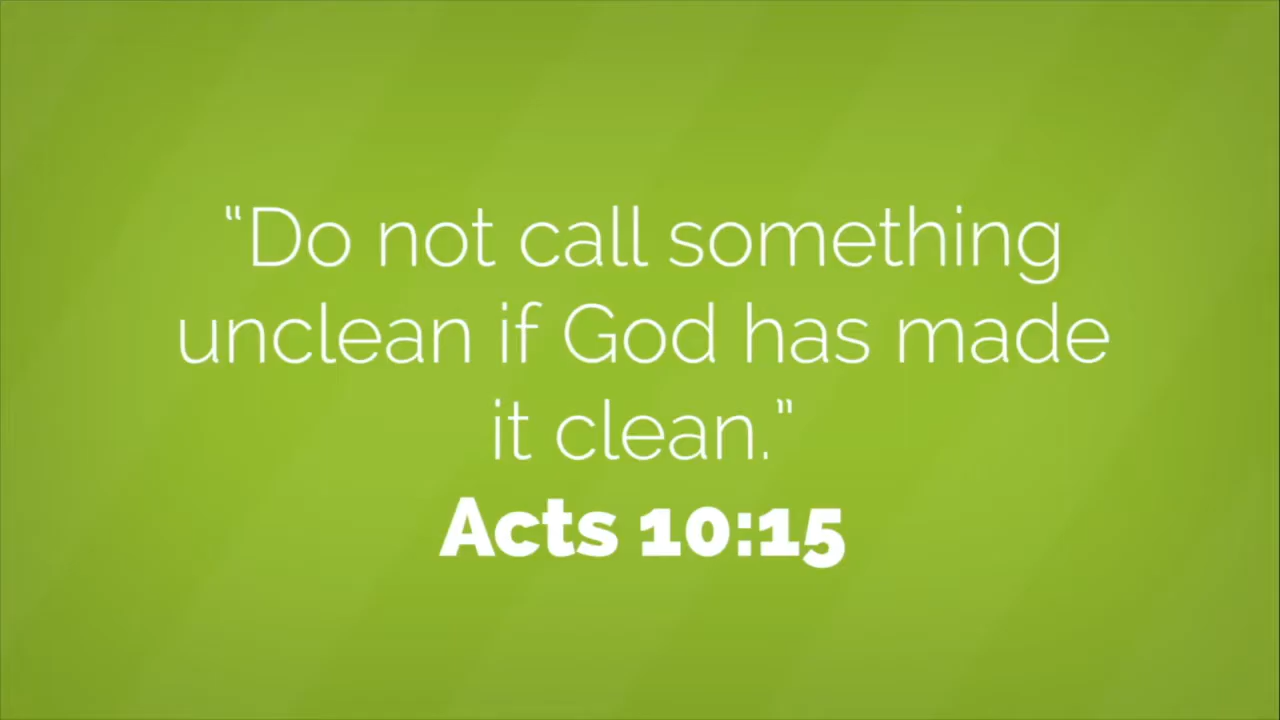 “Do not call something
unclean if God has made
it clean.”
Acts 10:15